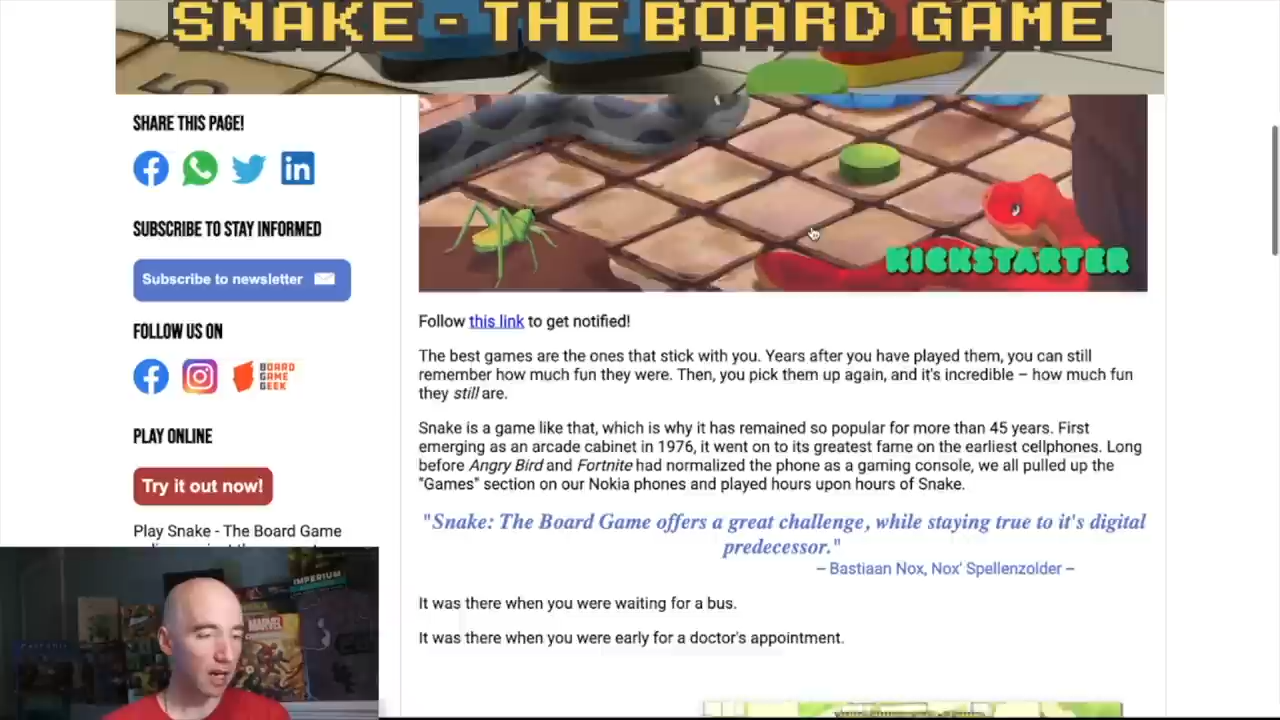 SNAKE - THE BOARD GAME
SHARE THIS PAGE!
SUBSCRIBE TO STAY INFORMED
Subscribe to newsletter
FOLLOW US ON
BOARD
GAME
GEEK
PLAY ONLINE
Try it out now!
Play Snake - The Board Game
5
KICKSTARTER
Follow this link to get notified!
The best games are the ones that stick with you. Years after you have played them, you can still
remember how much fun they were. Then, you pick them up again, and it's incredible – how much fun
they still are.
Snake is a game like that, which is why it has remained so popular for more than 45 years. First
emerging as an arcade cabinet in 1976, it went on to its greatest fame on the earliest cellphones. Long
before Angry Bird and Fortnite had normalized the phone as a gaming console, we all pulled up the
"Games" section on our Nokia phones and played hours upon hours of Snake.
"Snake: The Board Game offers a great challenge, while staying true to it's digital
predecessor."
– Bastiaan Nox, Nox' Spellenzolder –
It was there when you were waiting for a bus.
It was there when you were early for a doctor's appointment.
IMPERIUM
MARVEL